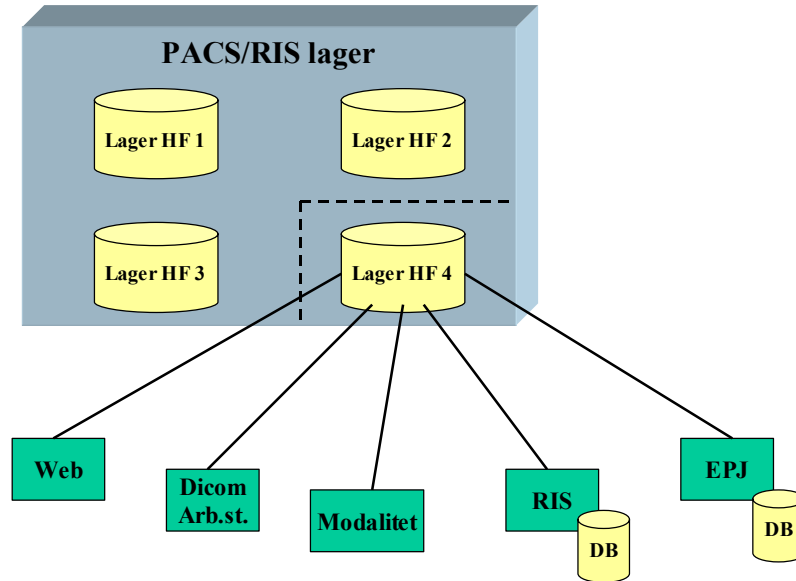 PACS/RIS lager
Lager HF 1
Lager HF 2
Lager HF 3
Lager HF 4
Web
Dicom
Arb.st.
Modalitet
RIS
DB
EPJ
DB